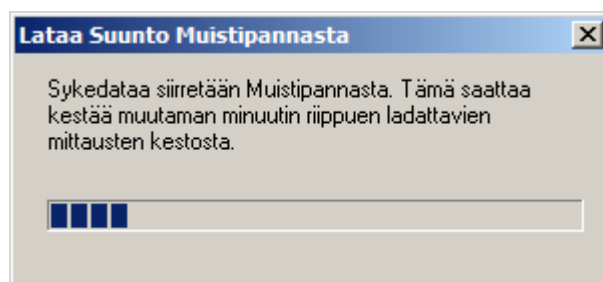 Lataa Suunto Muistipannasta
Sykedataa siirretään Muistipannasta. Tämä saattaa
kestää muutaman minuutin riippuen ladattavien
mittausten kestosta.